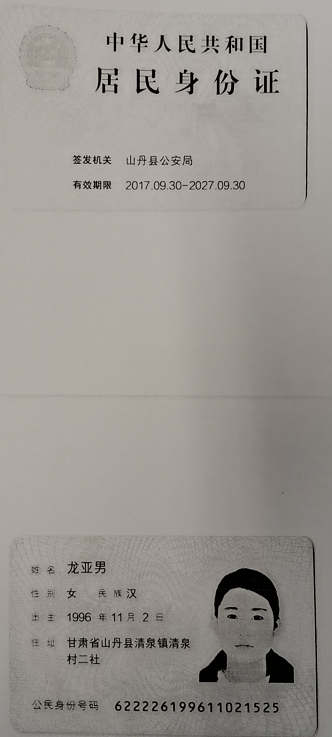 中华人民共和国
居民身份证
签发机关 山丹县公安局
有效期限 2017.09.30-2027.09.30
姓名 龙亚男
性别 女 民族 汉
出生 1996 年 11 月 2 日
住址 甘肃省山丹县清泉镇清泉
村二社
公民身份号码 622226199611021525